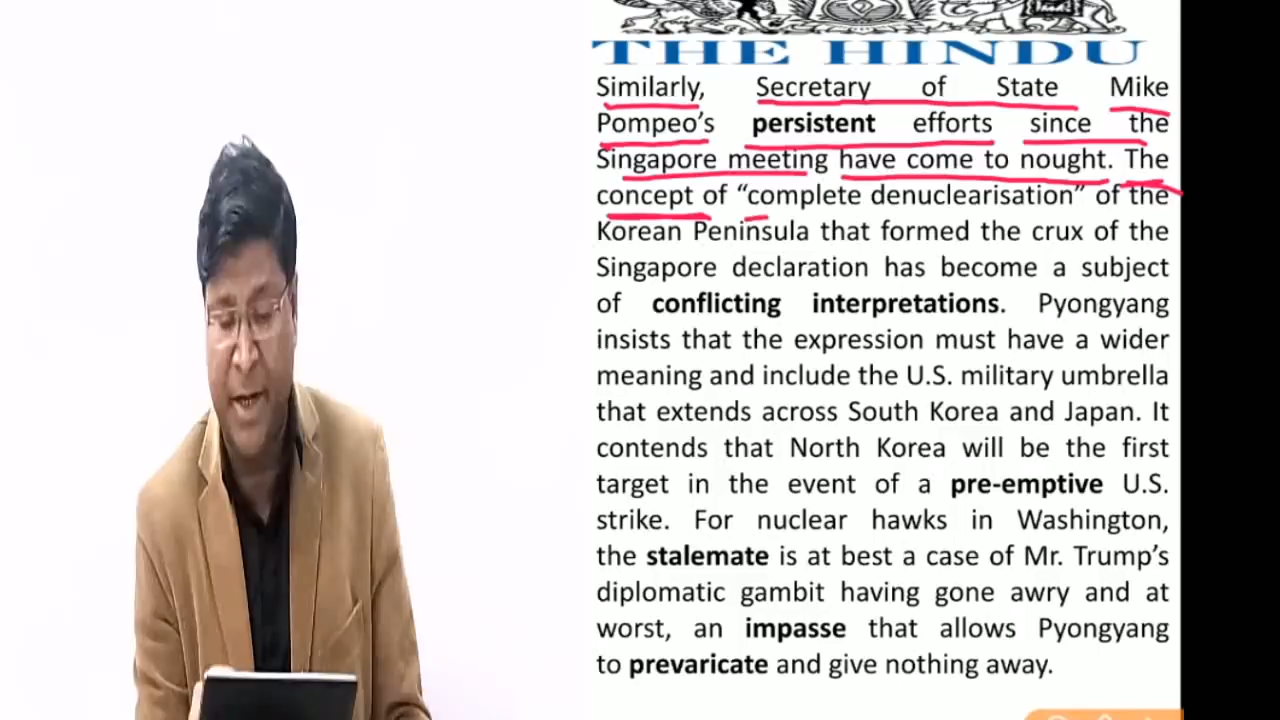 THE HINDU
Similarly, Secretary of State Mike
Pompeo’s persistent efforts since the
Singapore meeting have come to nought. The
concept of “complete denuclearisation” of the
Korean Peninsula that formed the crux of the
Singapore declaration has become a subject
of conflicting interpretations. Pyongyang
insists that the expression must have a wider
meaning and include the U.S. military umbrella
that extends across South Korea and Japan. It
contends that North Korea will be the first
target in the event of a pre-emptive U.S.
strike. For nuclear hawks in Washington,
the stalemate is at best a case of Mr. Trump’s
diplomatic gambit having gone awry and at
worst, an impasse that allows Pyongyang
to prevaricate and give nothing away.